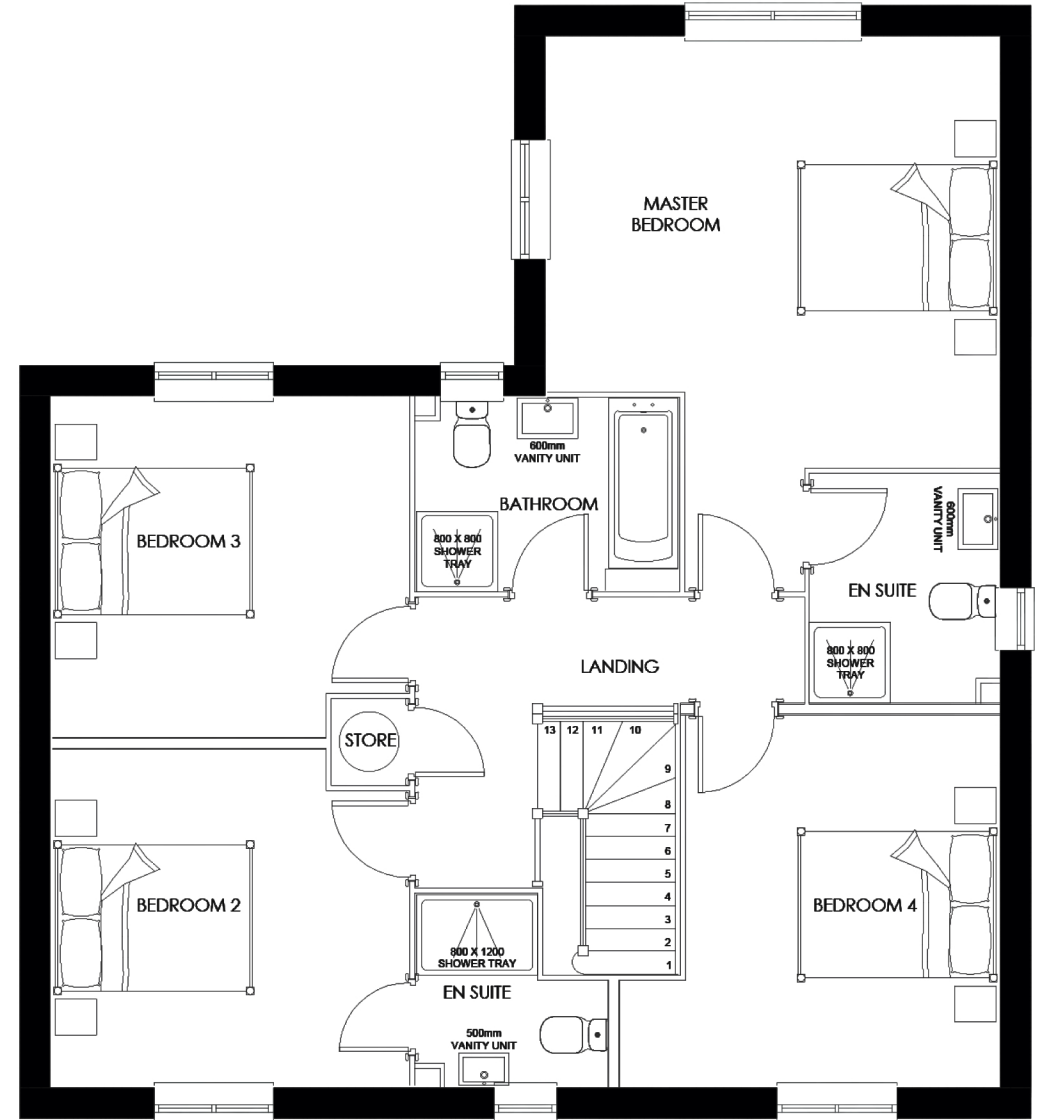 MASTER
BEDROOM
600mm
VANITY UNIT
BATHROOM
600mm
VANITY UNIT
BEDROOM 3
800 X 800
SHOWER
TRAY
EN SUITE
LANDING
800 X 800
SHOWER
TRAY
STORE
13
12
11
10
9
8
7
6
5
4
3
2
1
BEDROOM 2
BEDROOM 4
800 X 1200
SHOWER TRAY
EN SUITE
500mm
VANITY UNIT